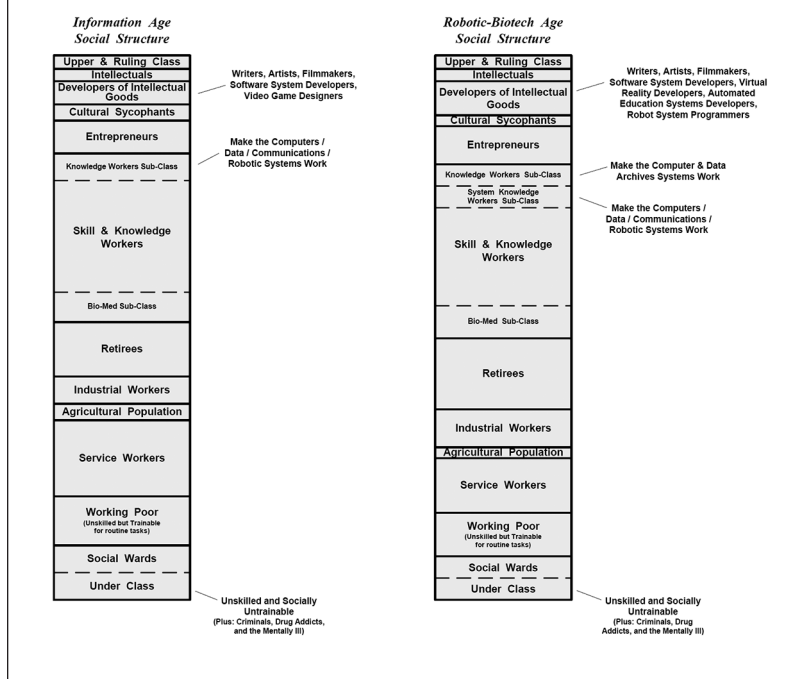 Information Age
Social Structure
Upper & Ruling Class
Intellectuals
Developers of Intellectual
Goods
Cultural Sycophants
Entrepreneurs
Knowledge Workers Sub-Class
Skill & Knowledge
Workers
Bio-Med Sub-Class
Retirees
Industrial Workers
Agricultural Population
Service Workers
Working Poor
(Unskilled but Trainable
for routine tasks)
Social Wards
Under Class
Writers, Artists, Filmmakers,
Software System Developers,
Video Game Designers
Make the Computers /
Data / Communications /
Robotic Systems Work
Unskilled and Socially
Untrainable
(Plus: Criminals, Drug Addicts,
and the Mentally Ill)
Robotic-Biotech Age
Social Structure
Upper & Ruling Class
Intellectuals
Developers of Intellectual
Goods
Cultural Sycophants
Entrepreneurs
Knowledge Workers Sub-Class
System Knowledge
Workers Sub-Class
Skill & Knowledge
Workers
Bio-Med Sub-Class
Retirees
Industrial Workers
Agricultural Population
Service Workers
Working Poor
(Unskilled but Trainable
for routine tasks)
Social Wards
Under Class
Writers, Artists, Filmmakers,
Software System Developers, Virtual
Reality Developers, Automated
Education Systems Developers,
Robot System Programmers
Make the Computer & Data
Archives Systems Work
Make the Computers /
Data / Communications /
Robotic Systems Work
Unskilled and Socially
Untrainable
(Plus: Criminals, Drug
Addicts, and the Mentally Ill)